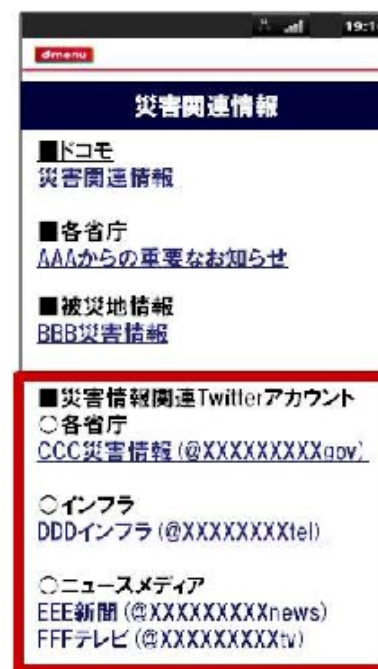 19:1
dmenu
災害関連情報
■ドコモ
災害関連情報
■各省庁
AAAからの重要なお知らせ
■被災地情報
BBB災害情報
■災害情報関連Twitterアカウント
○各省庁
CCC災害情報(@XXXXXXXXXgov)
○インフラ
DDDインフラ(@XXXXXXXXtel)
○ニュースメディア
EEE新聞(@XXXXXXXXXnews)
FFFテレビ(@XXXXXXXXXtv)